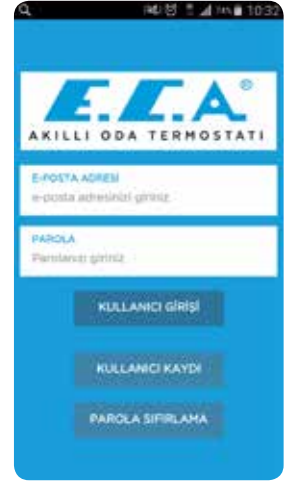 10:32
E.C.A.®
AKILLI ODA TERMOSTATI
E-POSTA ADRESİ
e-posta adresinizi giriniz
PAROLA
Parolanızı giriniz
KULLANICI GİRİŞİ
KULLANICI KAYDI
PAROLA SIFIRLAMA